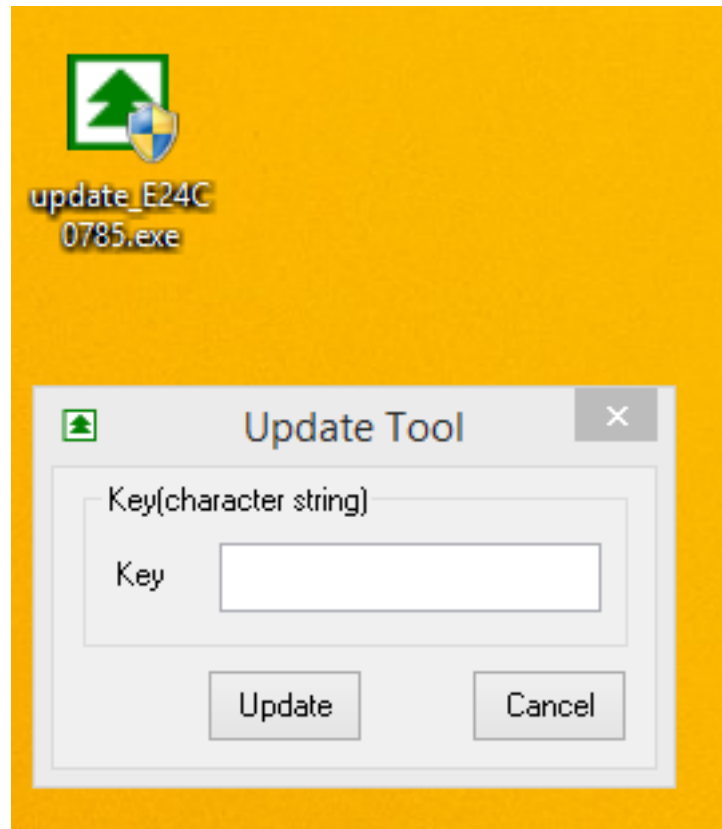 update_E24C
0785.exe
Update Tool
Key(character string)
Key
Update
Cancel